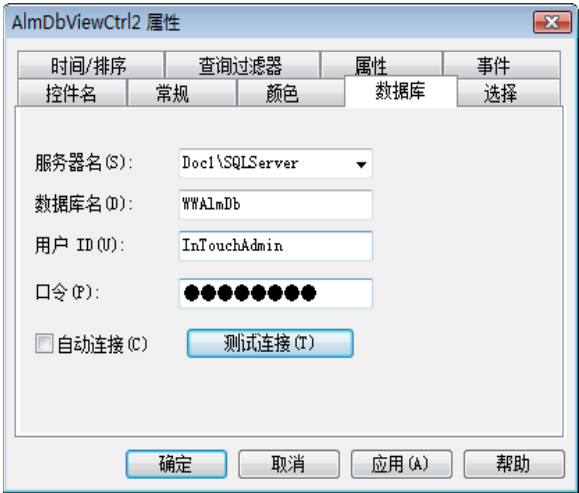 AlmDbViewCtrl2 属性
时间/排序 查询过滤器 属性 事件
控件名 常规 颜色 数据库 选择
服务器名(S): Doc1\SQLServer
数据库名(D): WWAlmDb
用户 ID(U): InTouchAdmin
口令(P): ●●●●●●●●
自动连接(C) 测试连接(T)
确定 取消 应用(A) 帮助